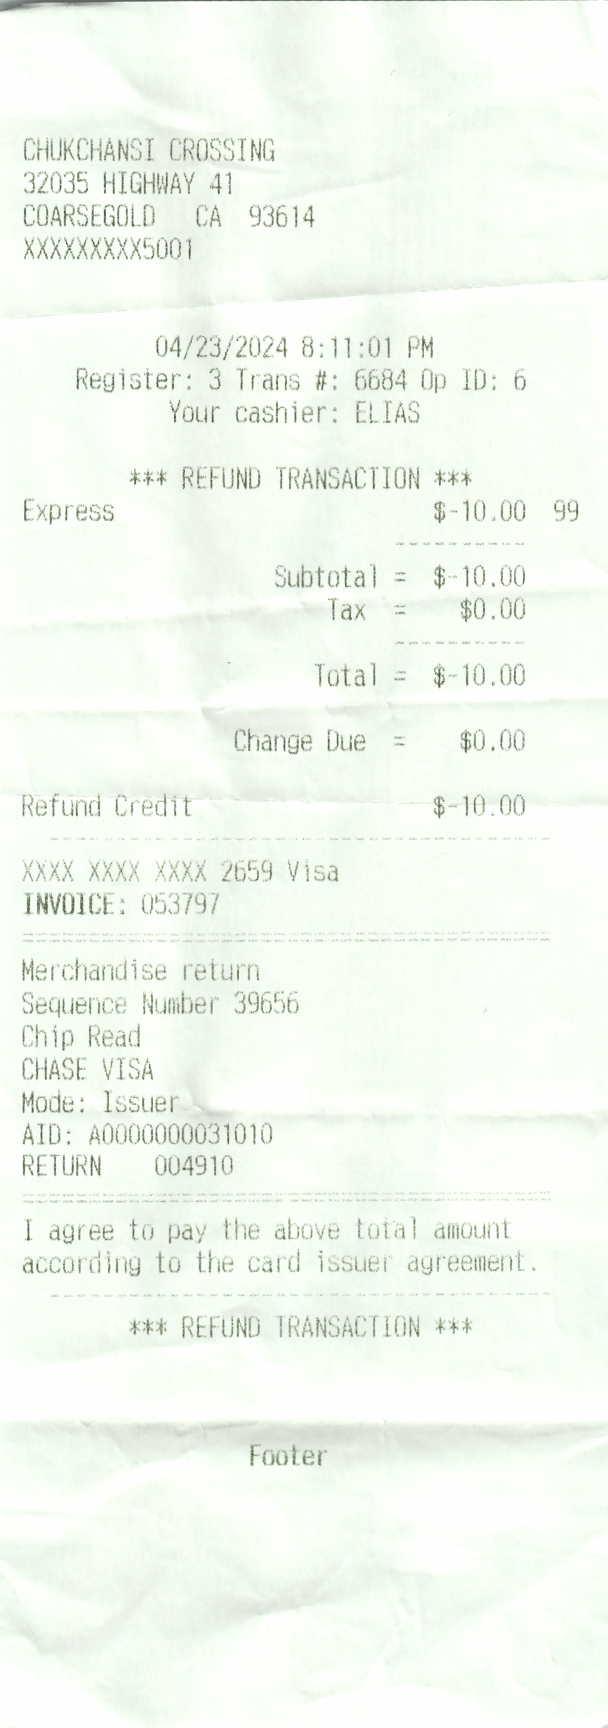 CHUKCHANSI CROSSING
32035 HIGHWAY 41
COARSEGOLD CA 93614
XXXXXXXXX5001
04/23/2024 8:11:01 PM
Register: 3 Trans #: 6684 Op ID: 6
Your cashier: ELIAS
*** REFUND TRANSACTION ***
Express $-10.00 99
----------
Subtotal = $-10.00
Tax = $0.00
----------
Total = $-10.00
Change Due = $0.00
Refund Credit $-10.00
--------------------------------------
XXXX XXXX XXXX 2659 Visa
INVOICE: 053797
========================================
Merchandise return
Sequence Number 39656
Chip Read
CHASE VISA
Mode: Issuer
AID: A0000000031010
RETURN 004910
========================================
I agree to pay the above total amount
according to the card issuer agreement.
--------------------------------------
*** REFUND TRANSACTION ***
Footer